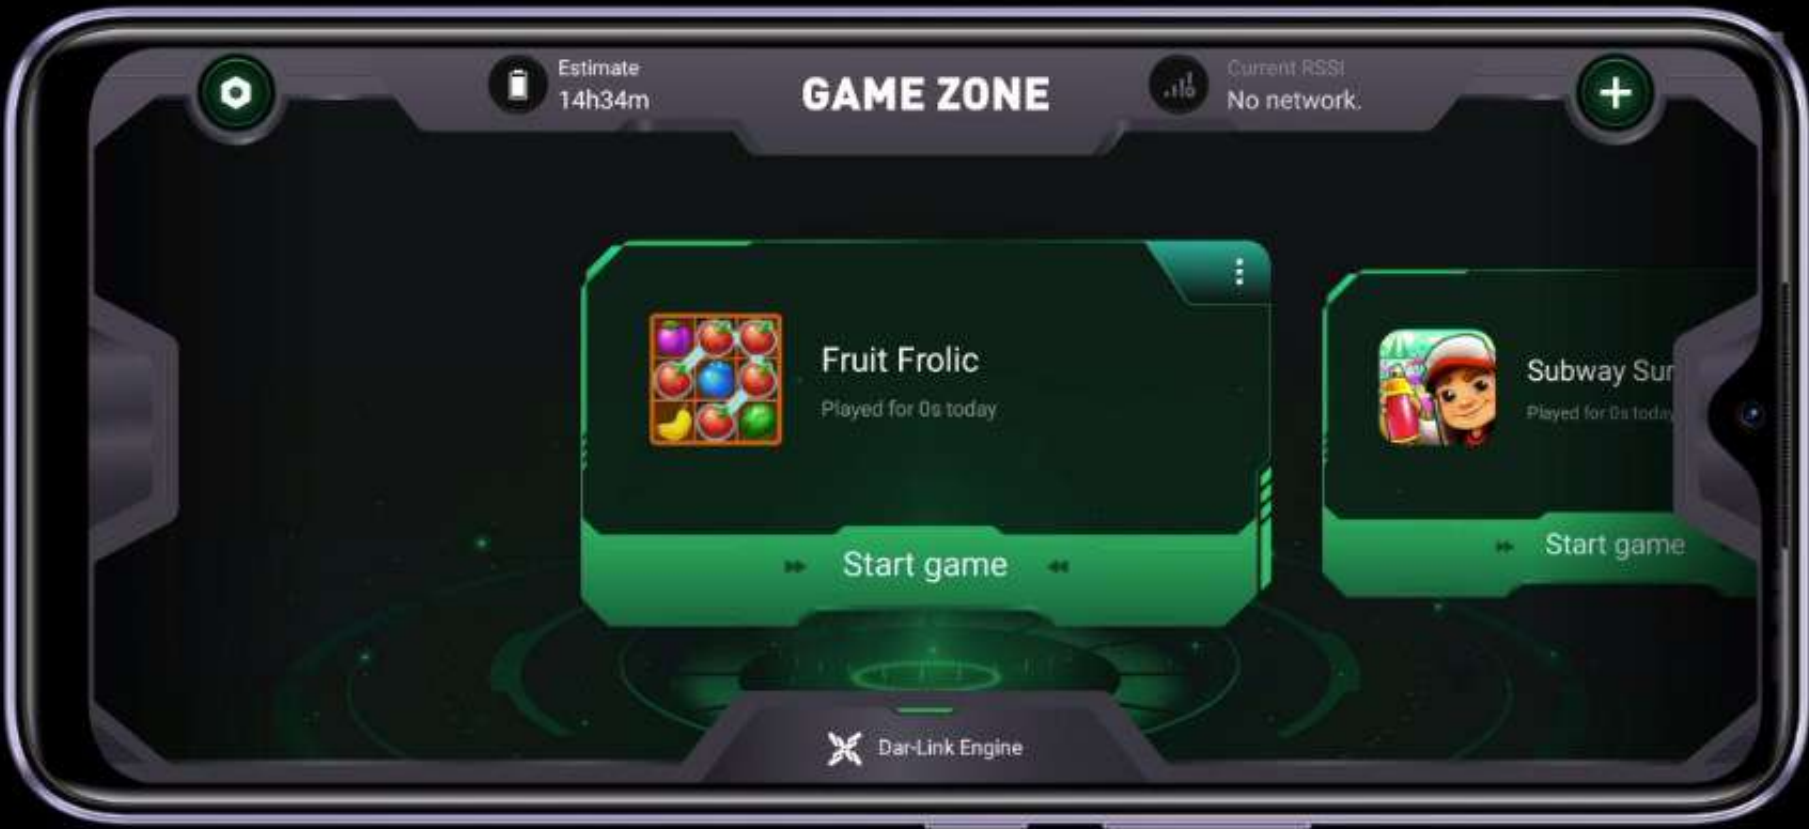 Estimate
14h34m
GAME ZONE
Current RSSI
No network.
Fruit Frolic
Played for 0s today
Start game
Subway Sur
Played for 0s today
Start game
Dar-Link Engine